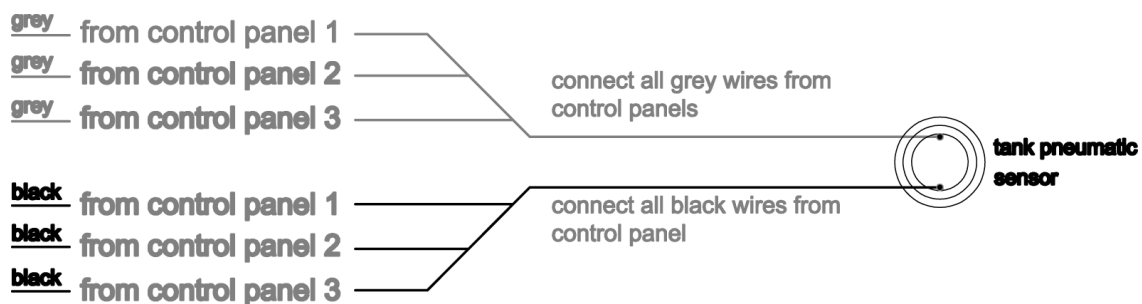 grey from control panel 1
grey from control panel 2
grey from control panel 3
connect all grey wires from
control panels
tank pneumatic
sensor
black from control panel 1
black from control panel 2
black from control panel 3
connect all black wires from
control panel